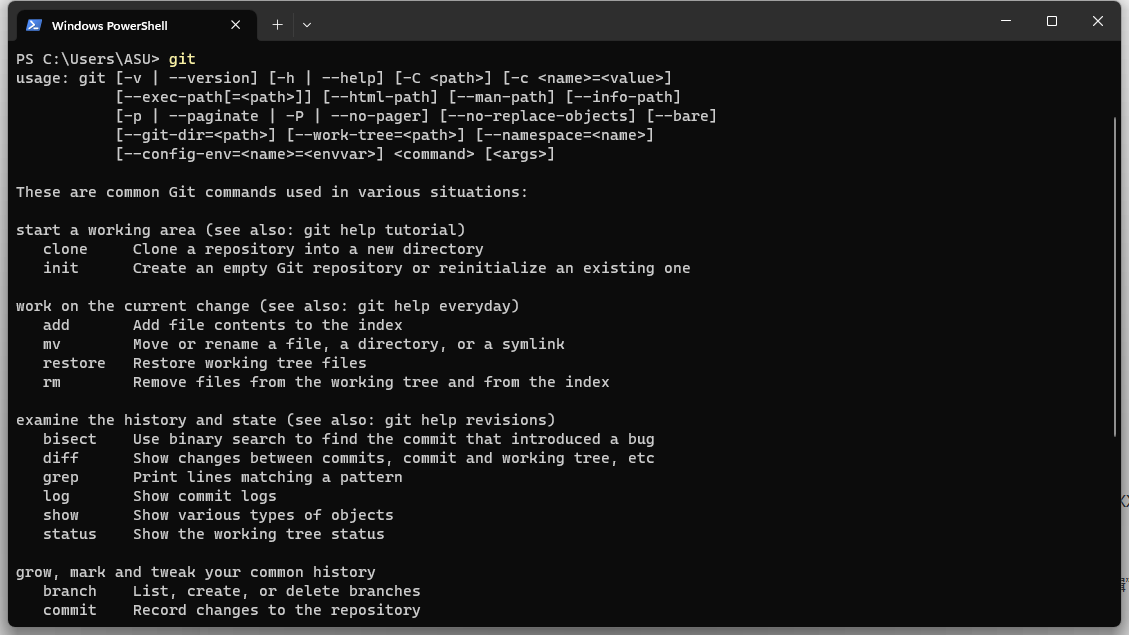 Windows PowerShell
PS C:\Users\ASU> git
usage: git [-v | --version] [-h | --help] [-C <path>] [-c <name>=<value>]
           [--exec-path[=<path>]] [--html-path] [--man-path] [--info-path]
           [-p | --paginate | -P | --no-pager] [--no-replace-objects] [--bare]
           [--git-dir=<path>] [--work-tree=<path>] [--namespace=<name>]
           [--config-env=<name>=<envvar>] <command> [<args>]

These are common Git commands used in various situations:

start a working area (see also: git help tutorial)
   clone     Clone a repository into a new directory
   init      Create an empty Git repository or reinitialize an existing one

work on the current change (see also: git help everyday)
   add       Add file contents to the index
   mv        Move or rename a file, a directory, or a symlink
   restore   Restore working tree files
   rm        Remove files from the working tree and from the index

examine the history and state (see also: git help revisions)
   bisect    Use binary search to find the commit that introduced a bug
   diff      Show changes between commits, commit and working tree, etc
   grep      Print lines matching a pattern
   log       Show commit logs
   show      Show various types of objects
   status    Show the working tree status

grow, mark and tweak your common history
   branch    List, create, or delete branches
   commit    Record changes to the repository